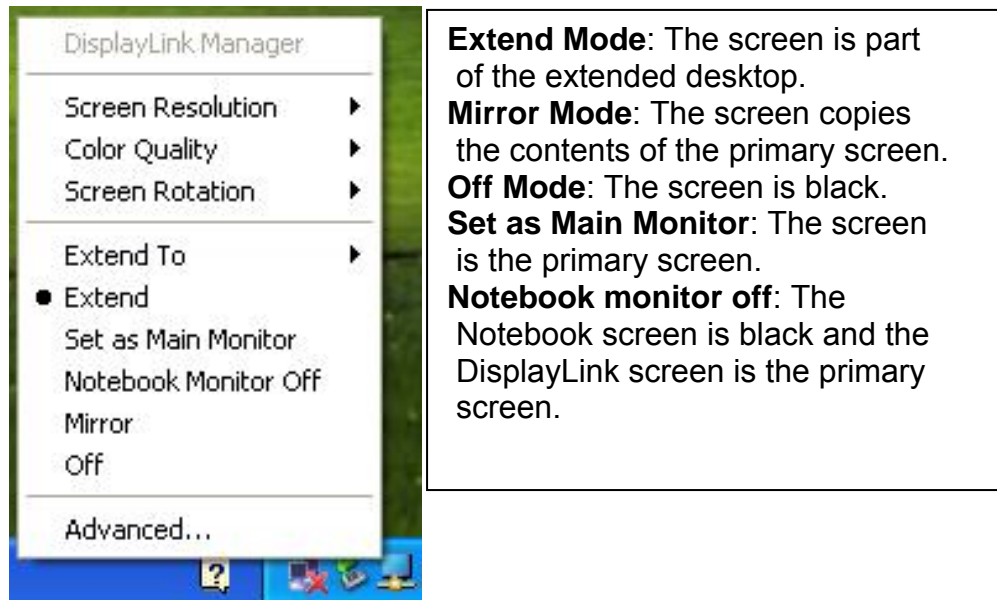 DisplayLink Manager
Screen Resolution
Color Quality
Screen Rotation
Extend To
Extend
Set as Main Monitor
Notebook Monitor Off
Mirror
Off
Advanced...
?
Extend Mode: The screen is part
of the extended desktop.
Mirror Mode: The screen copies
the contents of the primary screen.
Off Mode: The screen is black.
Set as Main Monitor: The screen
is the primary screen.
Notebook monitor off: The
Notebook screen is black and the
DisplayLink screen is the primary
screen.